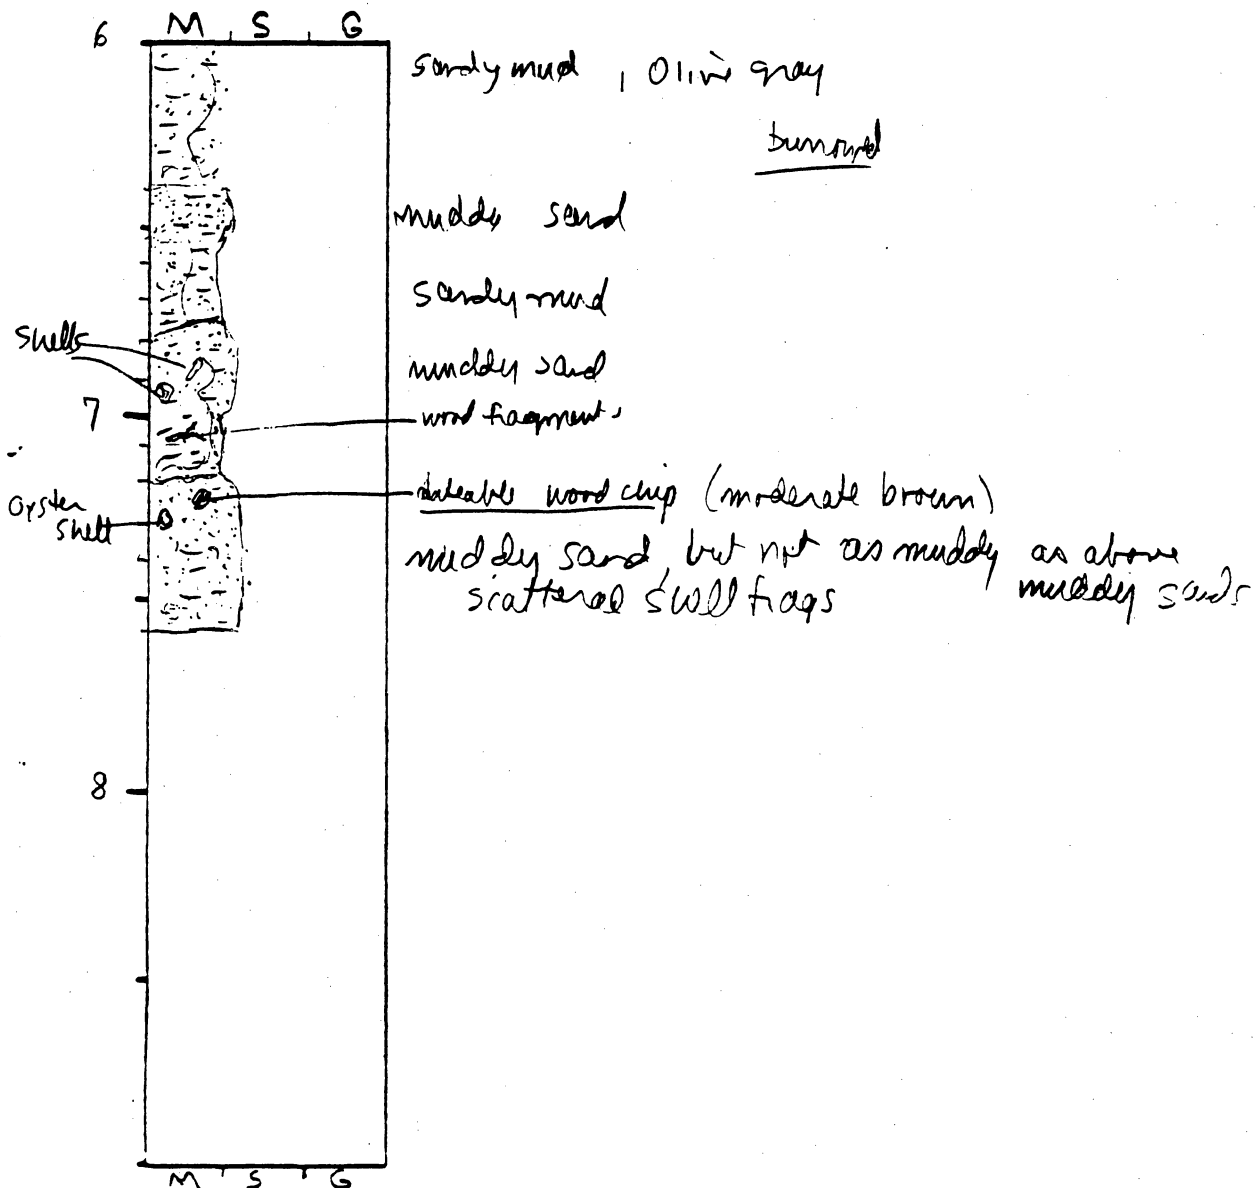 M S G
6
sandy mud, Olive gray
burrowed
muddy sand
sandy mud
shells
muddy sand
7
wood fragments
dateable wood chip (moderate brown)
oyster
shell
muddy sand, but not as muddy as above
muddy sands
scattered shell frags
8
M S G